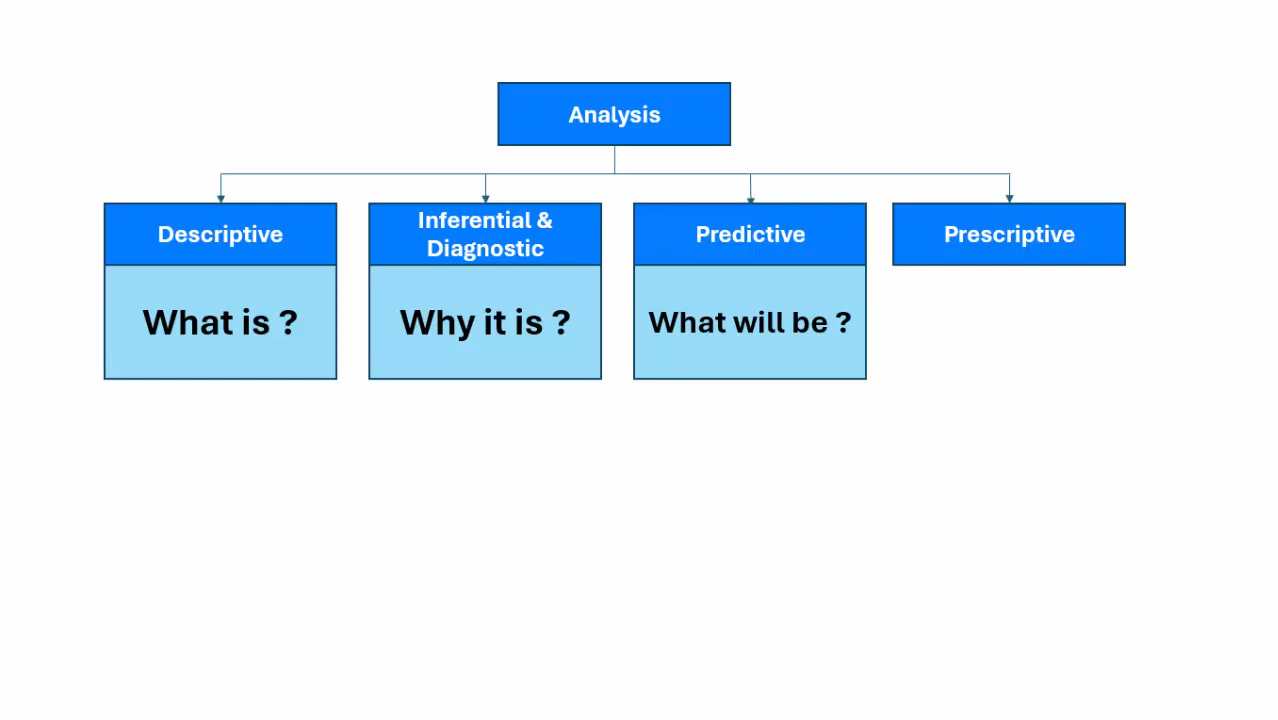 Analysis
Descriptive
Inferential &
Diagnostic
Predictive
Prescriptive
What is ?
Why it is ?
What will be ?